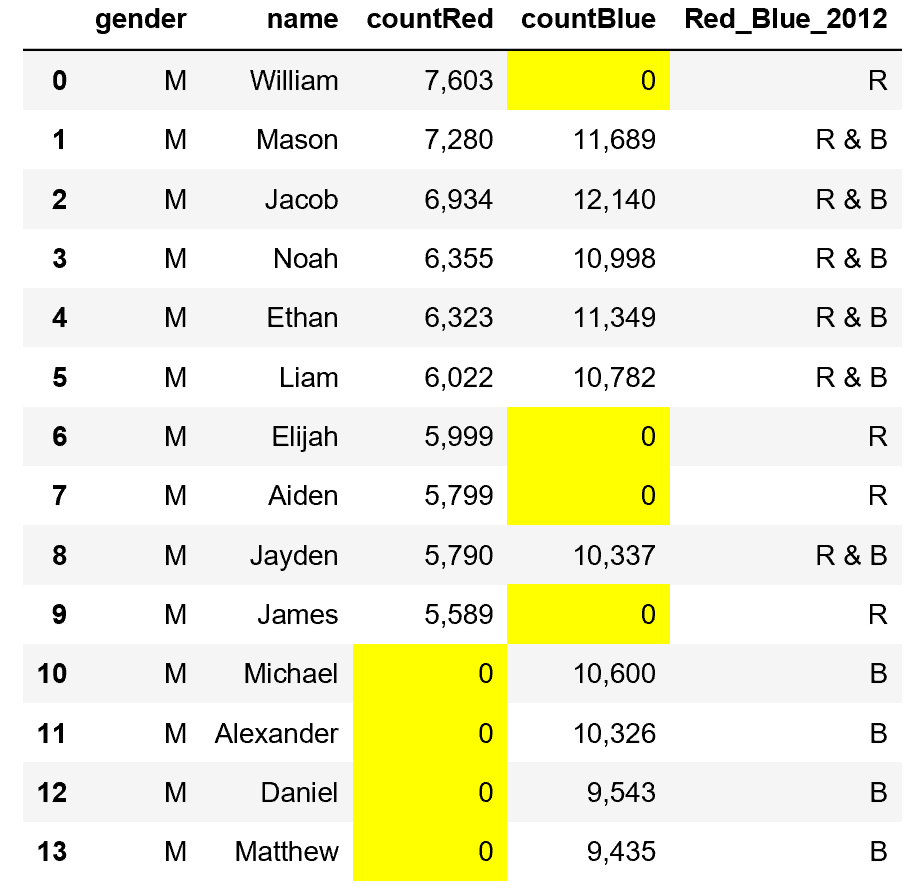 gender name countRed countBlue Red_Blue_2012
0 M William 7,603 0 R
1 M Mason 7,280 11,689 R & B
2 M Jacob 6,934 12,140 R & B
3 M Noah 6,355 10,998 R & B
4 M Ethan 6,323 11,349 R & B
5 M Liam 6,022 10,782 R & B
6 M Elijah 5,999 0 R
7 M Aiden 5,799 0 R
8 M Jayden 5,790 10,337 R & B
9 M James 5,589 0 R
10 M Michael 0 10,600 B
11 M Alexander 0 10,326 B
12 M Daniel 0 9,543 B
13 M Matthew 0 9,435 B